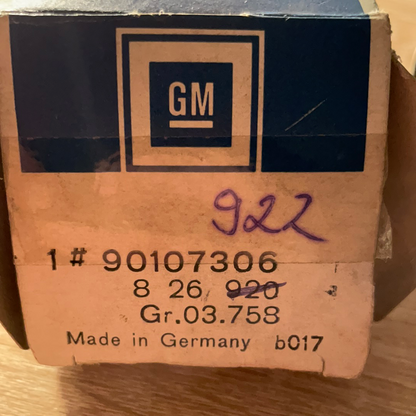 GM
922
1 # 90107306
8 26 920
Gr.03.758
Made in Germany b017